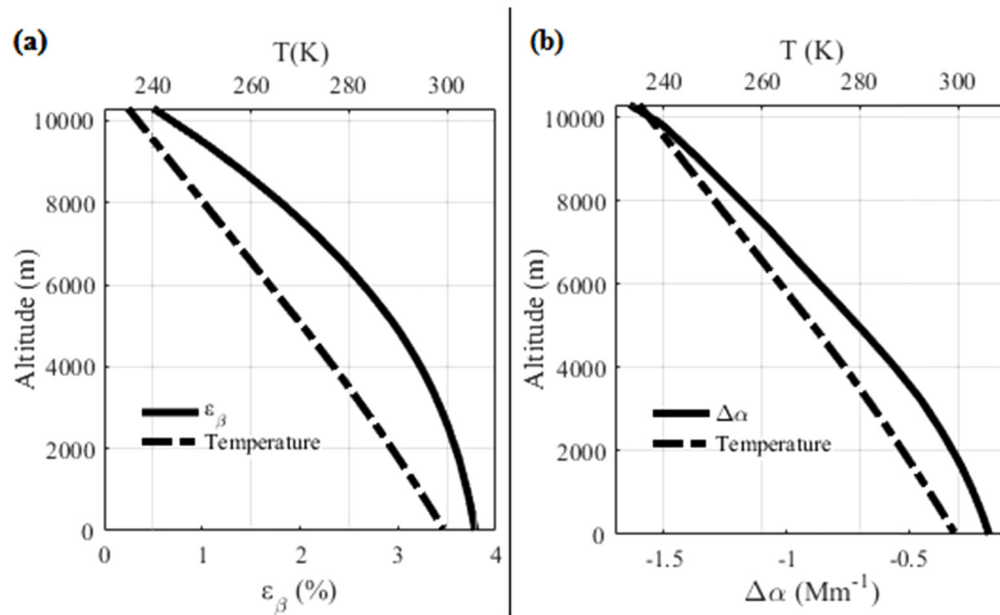 (a)
T(K)
240 260 280 300
10000
8000
6000
4000
2000
0
Altitude (m)
ε_β
Temperature
0 1 2 3 4
ε_β (%)
(b)
T (K)
240 260 280 300
10000
8000
6000
4000
2000
0
Altitude (m)
Δα
Temperature
-1.5 -1 -0.5
Δα (Mm⁻¹)